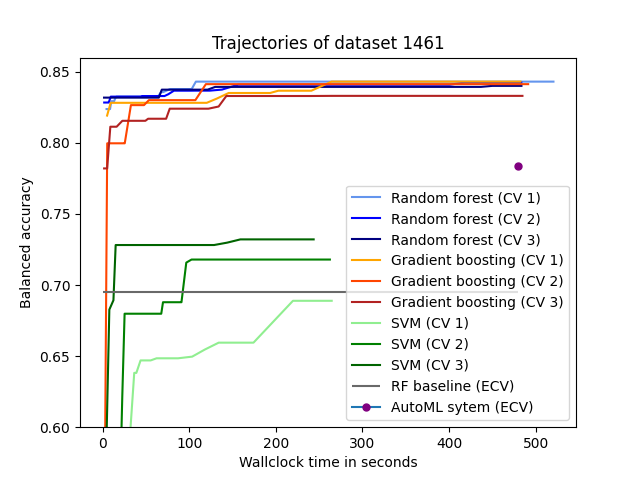 Trajectories of dataset 1461
Balanced accuracy
0.85
0.80
0.75
0.70
0.65
0.60
Random forest (CV 1)
Random forest (CV 2)
Random forest (CV 3)
Gradient boosting (CV 1)
Gradient boosting (CV 2)
Gradient boosting (CV 3)
SVM (CV 1)
SVM (CV 2)
SVM (CV 3)
RF baseline (ECV)
AutoML sytem (ECV)
0 100 200 300 400 500
Wallclock time in seconds